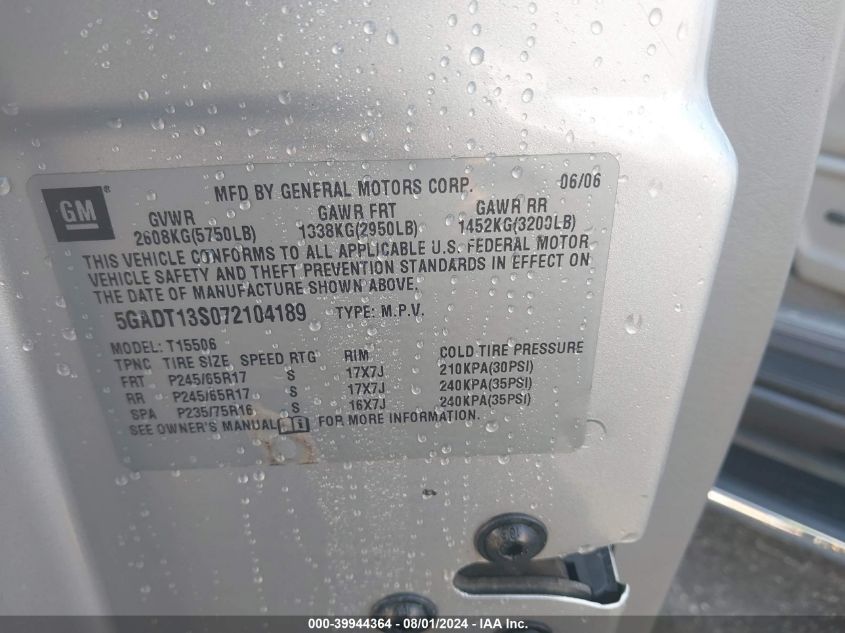 GM ® MFD BY GENERAL MOTORS CORP. 06/06
GVWR GAWR FRT GAWR RR
2608KG(5750LB) 1338KG(2950LB) 1452KG(3200LB)
THIS VEHICLE CONFORMS TO ALL APPLICABLE U.S. FEDERAL MOTOR
VEHICLE SAFETY AND THEFT PREVENTION STANDARDS IN EFFECT ON
THE DATE OF MANUFACTURE SHOWN ABOVE.
5GADT13S072104189 TYPE: M.P.V.
MODEL: T15506
TPNC TIRE SIZE SPEED RTG RIM COLD TIRE PRESSURE
FRT P245/65R17 S 17X7J 210KPA(30PSI)
RR P245/65R17 S 17X7J 240KPA(35PSI)
SPA P235/75R16 S 16X7J 240KPA(35PSI)
SEE OWNER'S MANUAL FOR MORE INFORMATION.
000-39944364 - 08/01/2024 - IAA Inc.